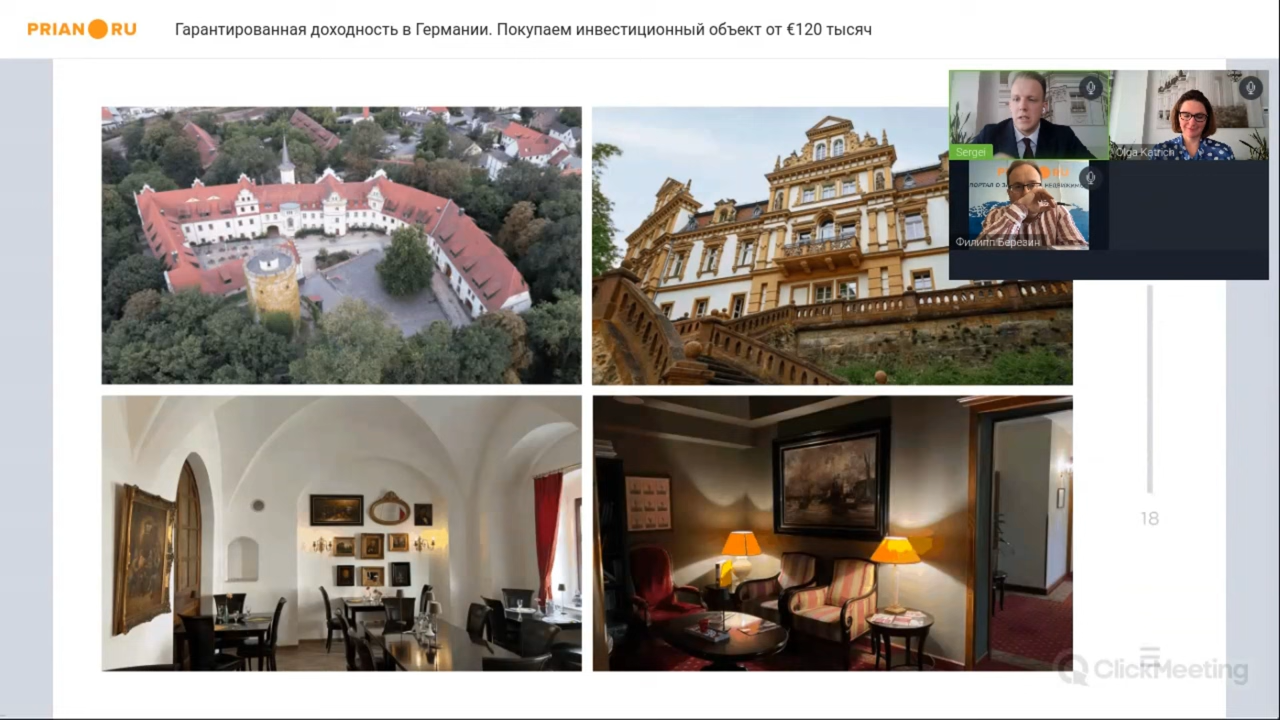 PRIAN RU
Гарантированная доходность в Германии. Покупаем инвестиционный объект от €120 тысяч
Sergei
Olga Katrich
Филипп Березин
18
ClickMeeting